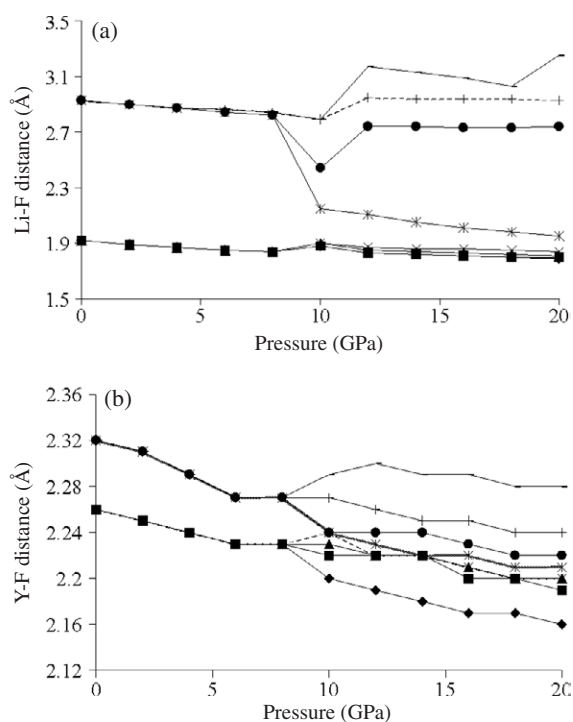 (a)
Li-F distance (Å)
3.5
3.1
2.7
2.3
1.9
1.5
0 5 10 15 20
Pressure (GPa)
(b)
Y-F distance (Å)
2.36
2.32
2.28
2.24
2.2
2.16
2.12
0 5 10 15 20
Pressure (GPa)